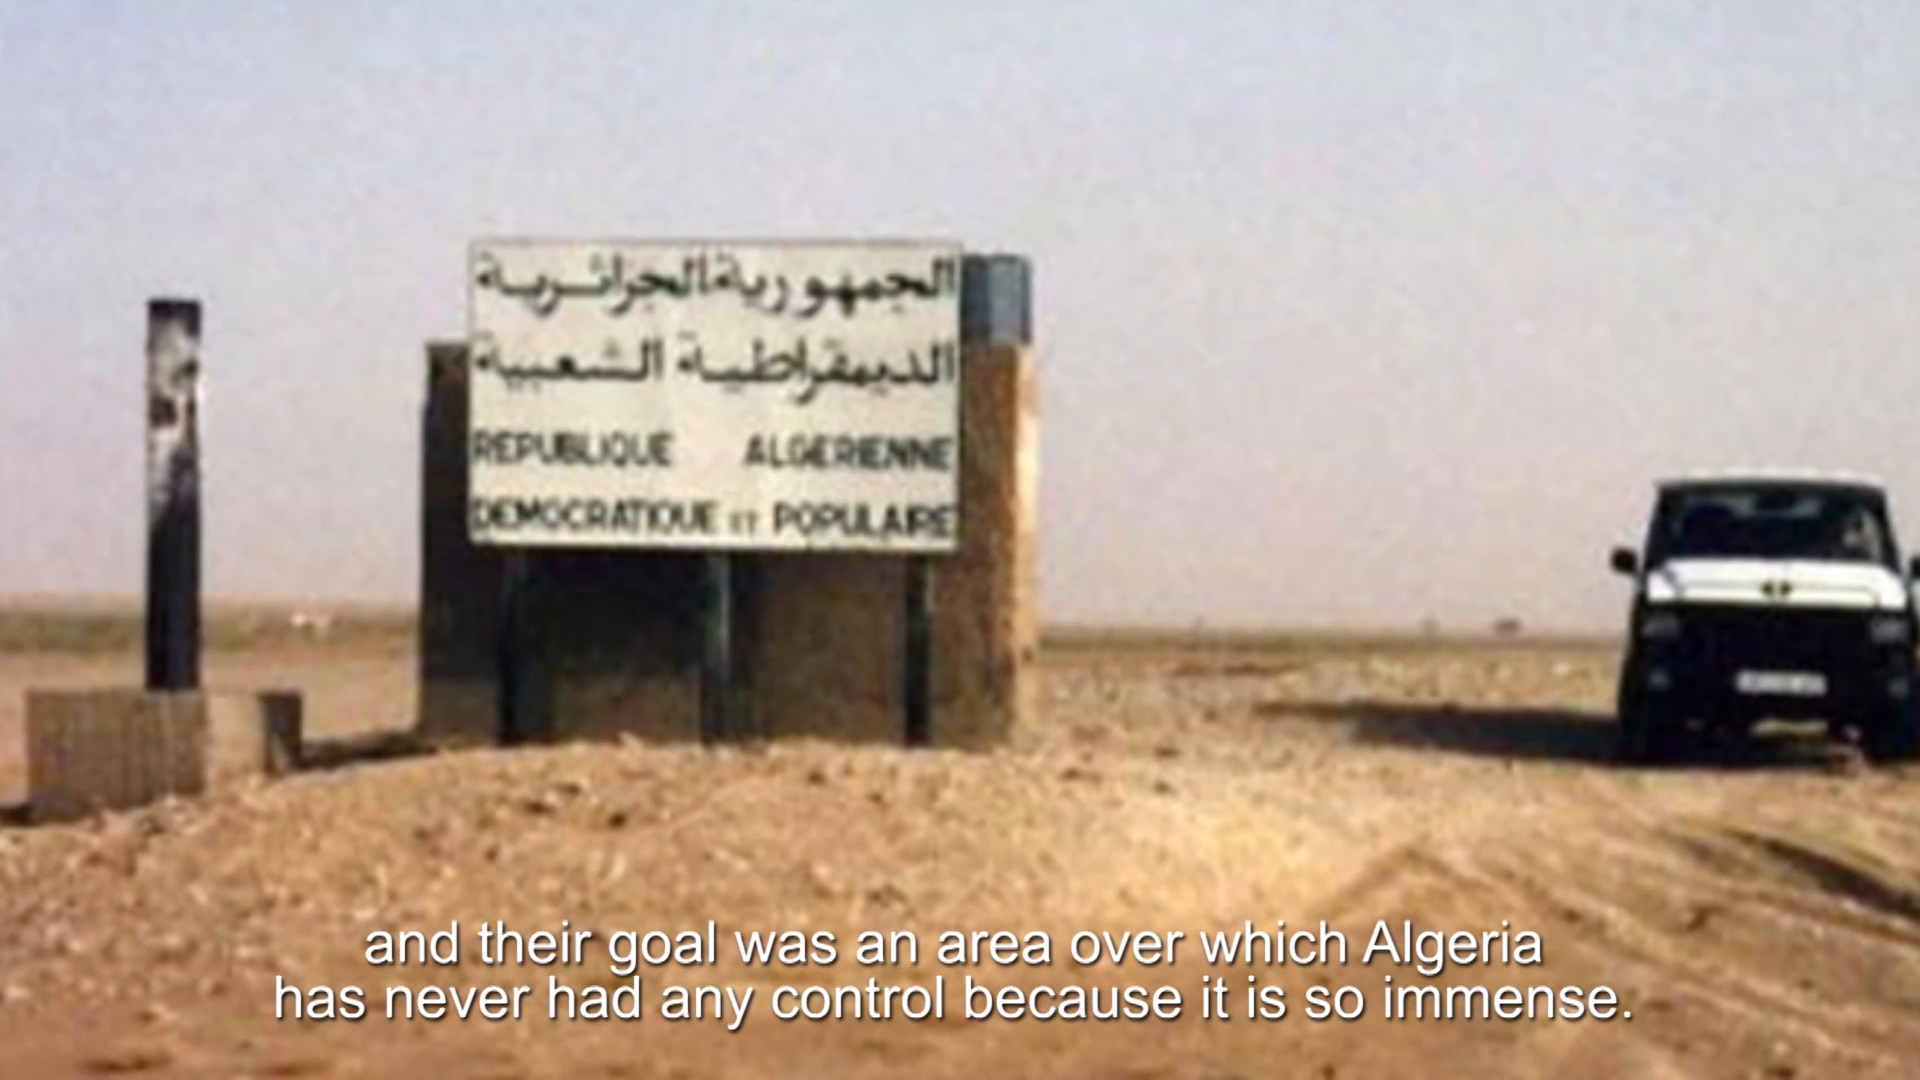 الجمهورية الجزائرية
الديمقراطية الشعبية
REPUBLIQUE ALGERIENNE
DEMOCRATIQUE ET POPULAIRE
and their goal was an area over which Algeria
has never had any control because it is so immense.